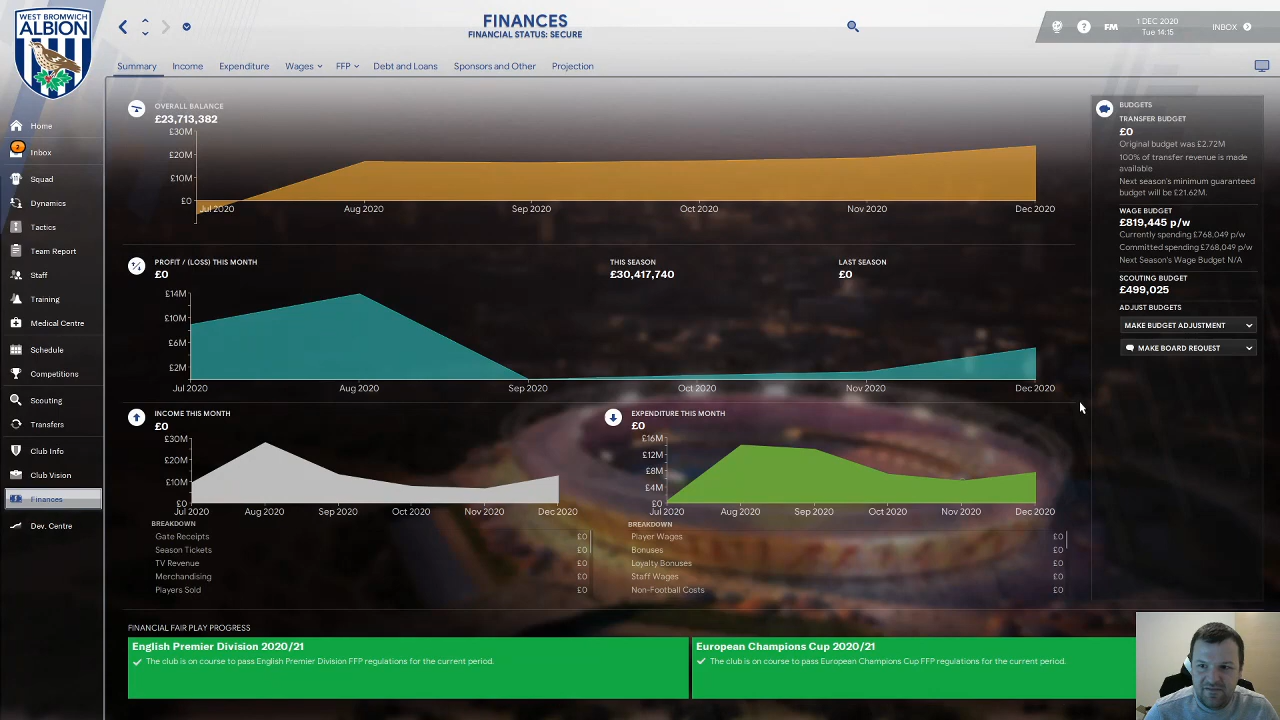 WEST BROMWICH
ALBION
FINANCES
FINANCIAL STATUS: SECURE
FM
1 DEC 2020
Tue 14:15
INBOX
Summary
Income
Expenditure
Wages
FFP
Debt and Loans
Sponsors and Other
Projection
Home
2
Inbox
Squad
Dynamics
Tactics
Team Report
Staff
Training
Medical Centre
Schedule
Competitions
Scouting
Transfers
Club Info
Club Vision
Finances
Dev. Centre
OVERALL BALANCE
£23,713,382
£30M
£20M
£10M
£0
Jul 2020 Aug 2020 Sep 2020 Oct 2020 Nov 2020 Dec 2020
PROFIT / (LOSS) THIS MONTH
£0
THIS SEASON
£30,417,740
LAST SEASON
£0
£14M
£10M
£6M
£2M
Jul 2020 Aug 2020 Sep 2020 Oct 2020 Nov 2020 Dec 2020
INCOME THIS MONTH
£0
£30M
£20M
£10M
£0
Jul 2020 Aug 2020 Sep 2020 Oct 2020 Nov 2020 Dec 2020
BREAKDOWN
Gate Receipts £0
Season Tickets £0
TV Revenue £0
Merchandising £0
Players Sold £0
EXPENDITURE THIS MONTH
£0
£16M
£12M
£8M
£4M
£0
Jul 2020 Aug 2020 Sep 2020 Oct 2020 Nov 2020 Dec 2020
BREAKDOWN
Player Wages £0
Bonuses £0
Loyalty Bonuses £0
Staff Wages £0
Non-Football Costs £0
BUDGETS
TRANSFER BUDGET
£0
Original budget was £2.72M
100% of transfer revenue is made
available
Next season's minimum guaranteed
budget will be £21.62M.
WAGE BUDGET
£819,445 p/w
Currently spending £768,049 p/w
Committed spending £768,049 p/w
Next Season's Wage Budget N/A
SCOUTING BUDGET
£499,025
ADJUST BUDGETS
MAKE BUDGET ADJUSTMENT
MAKE BOARD REQUEST
FINANCIAL FAIR PLAY PROGRESS
English Premier Division 2020/21
The club is on course to pass English Premier Division FFP regulations for the current period.
European Champions Cup 2020/21
The club is on course to pass European Champions Cup FFP regulations for the current period.